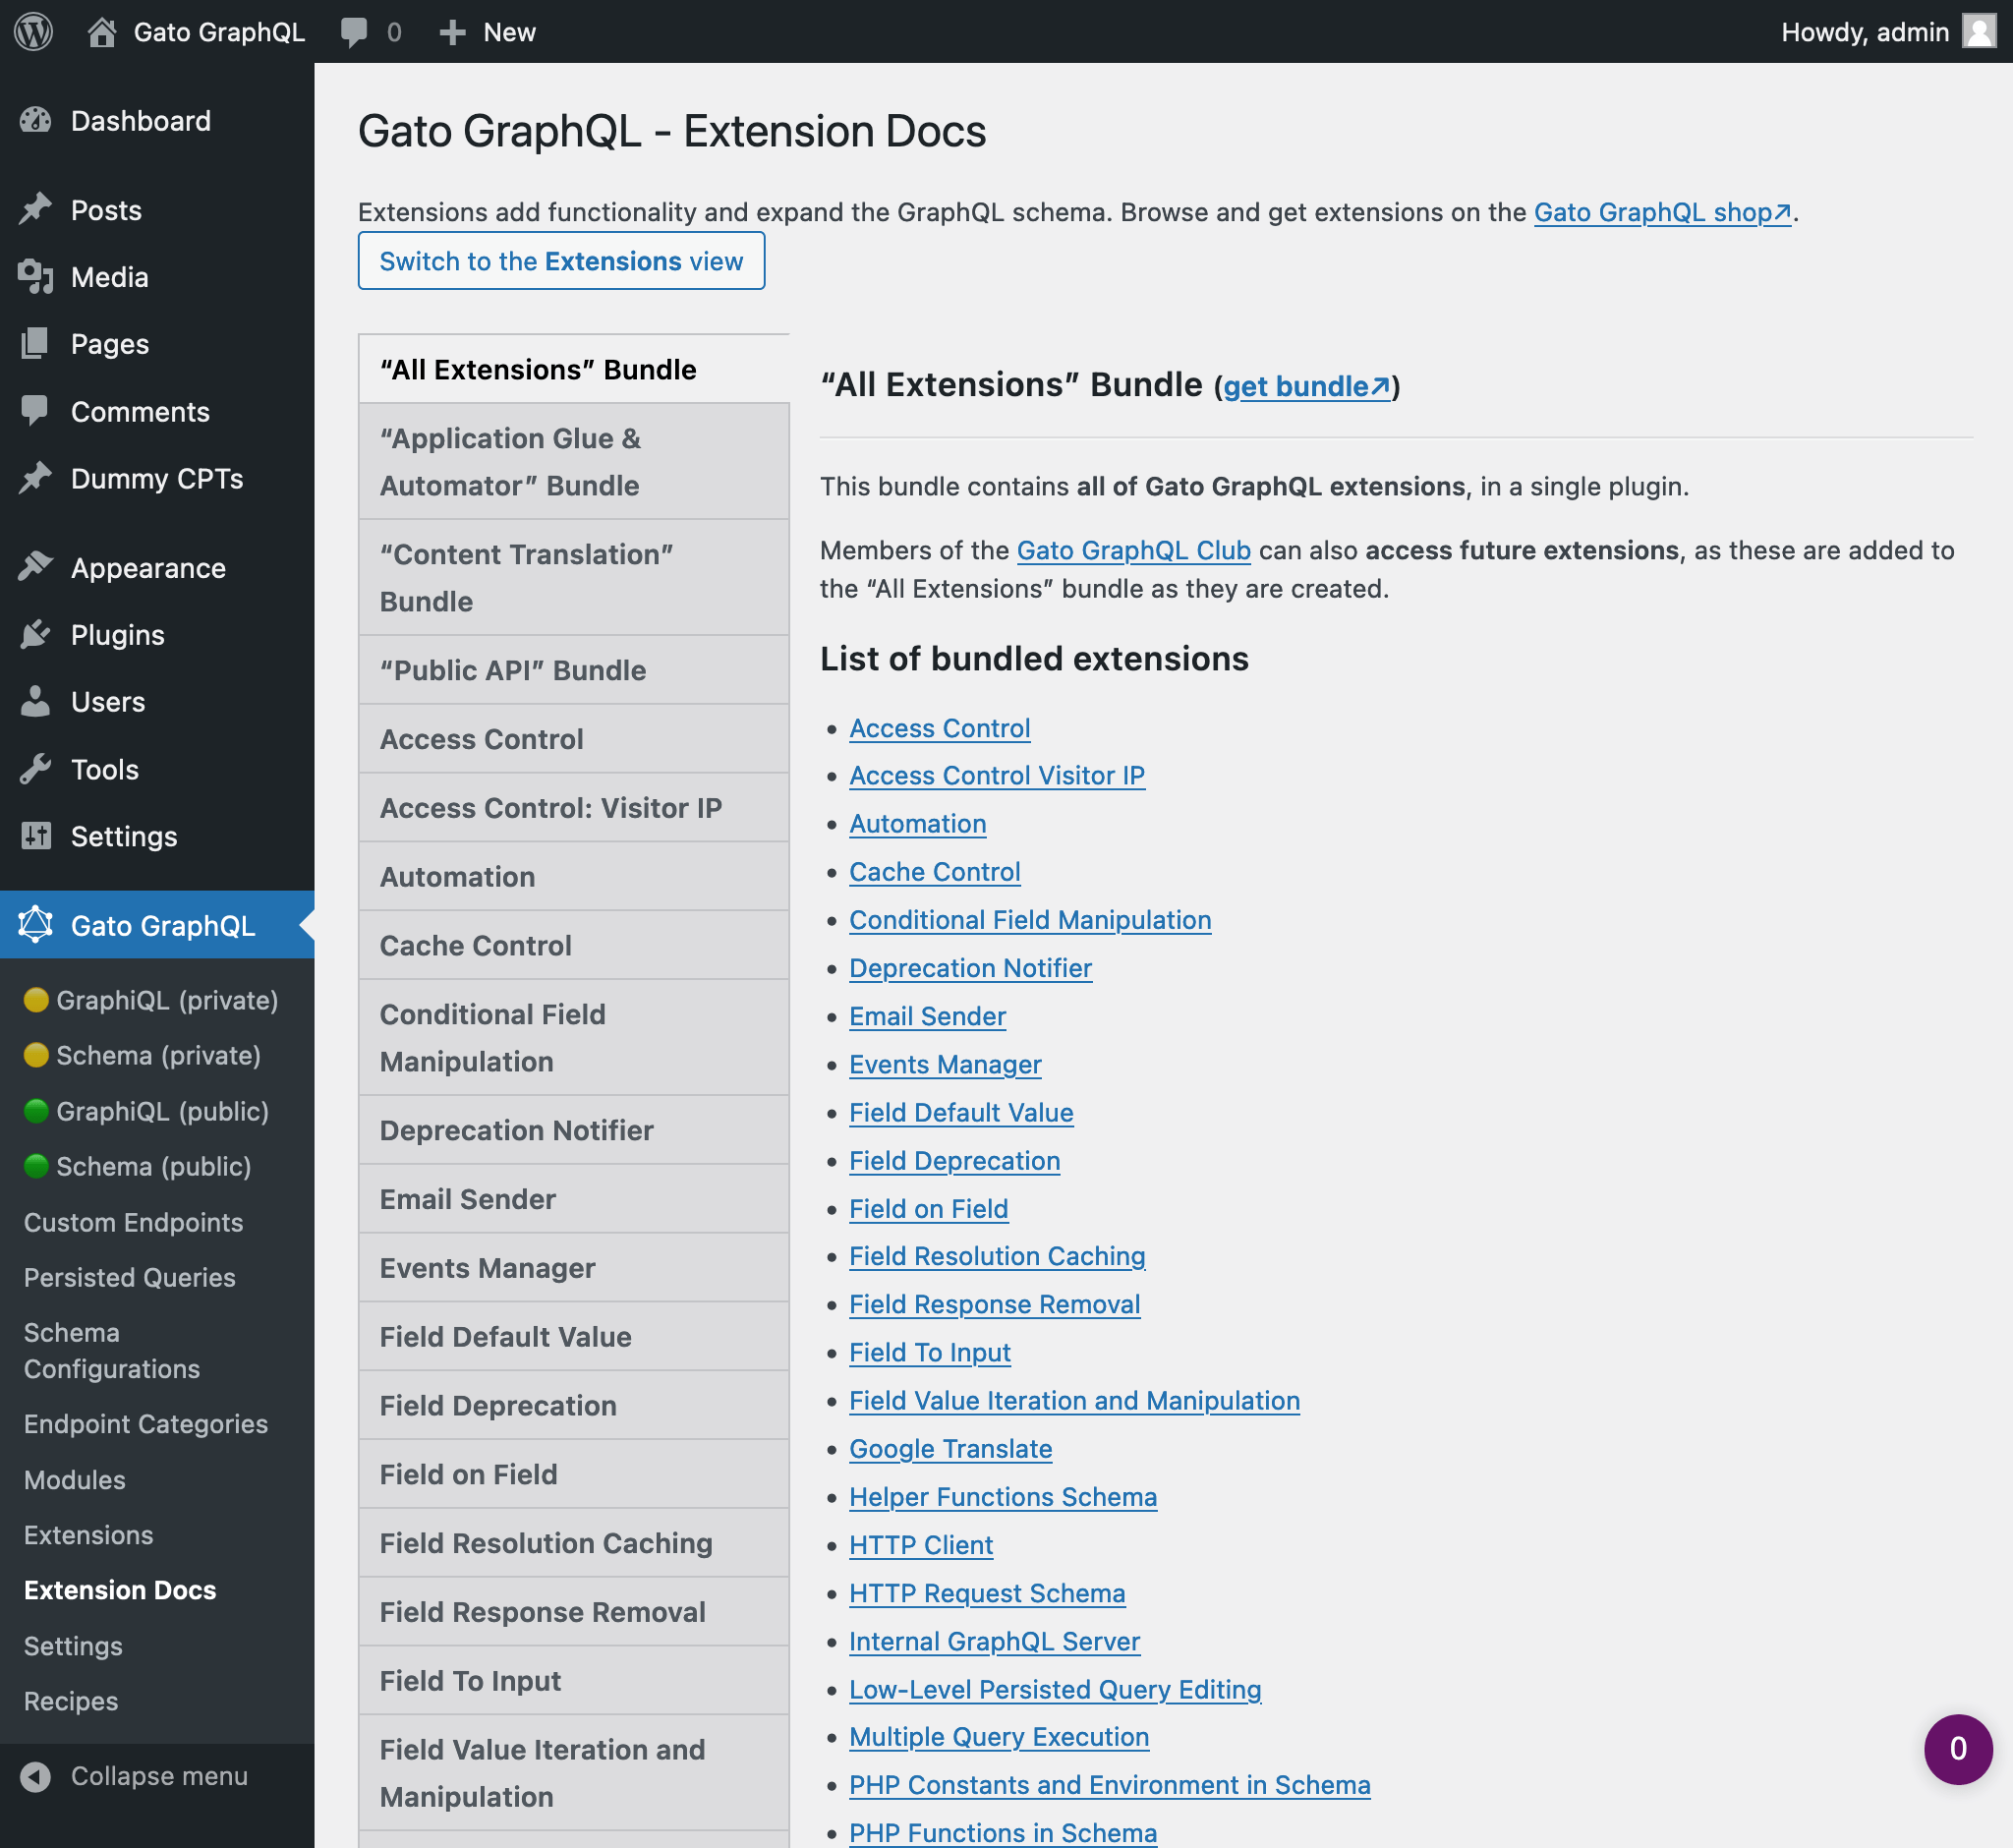 Gato GraphQL 0 New Howdy, admin
Dashboard
Posts
Media
Pages
Comments
Dummy CPTs
Appearance
Plugins
Users
Tools
Settings
Gato GraphQL
GraphiQL (private)
Schema (private)
GraphiQL (public)
Schema (public)
Custom Endpoints
Persisted Queries
Schema
Configurations
Endpoint Categories
Modules
Extensions
Extension Docs
Settings
Recipes
Collapse menu
Gato GraphQL - Extension Docs
Extensions add functionality and expand the GraphQL schema. Browse and get extensions on the Gato GraphQL shop↗.
Switch to the Extensions view
“All Extensions” Bundle
“Application Glue &
Automator” Bundle
“Content Translation”
Bundle
“Public API” Bundle
Access Control
Access Control: Visitor IP
Automation
Cache Control
Conditional Field
Manipulation
Deprecation Notifier
Email Sender
Events Manager
Field Default Value
Field Deprecation
Field on Field
Field Resolution Caching
Field Response Removal
Field To Input
Field Value Iteration and
Manipulation
“All Extensions” Bundle (get bundle↗)
This bundle contains all of Gato GraphQL extensions, in a single plugin.
Members of the Gato GraphQL Club can also access future extensions, as these are added to
the “All Extensions” bundle as they are created.
List of bundled extensions
• Access Control
• Access Control Visitor IP
• Automation
• Cache Control
• Conditional Field Manipulation
• Deprecation Notifier
• Email Sender
• Events Manager
• Field Default Value
• Field Deprecation
• Field on Field
• Field Resolution Caching
• Field Response Removal
• Field To Input
• Field Value Iteration and Manipulation
• Google Translate
• Helper Functions Schema
• HTTP Client
• HTTP Request Schema
• Internal GraphQL Server
• Low-Level Persisted Query Editing
• Multiple Query Execution
• PHP Constants and Environment in Schema
• PHP Functions in Schema
0